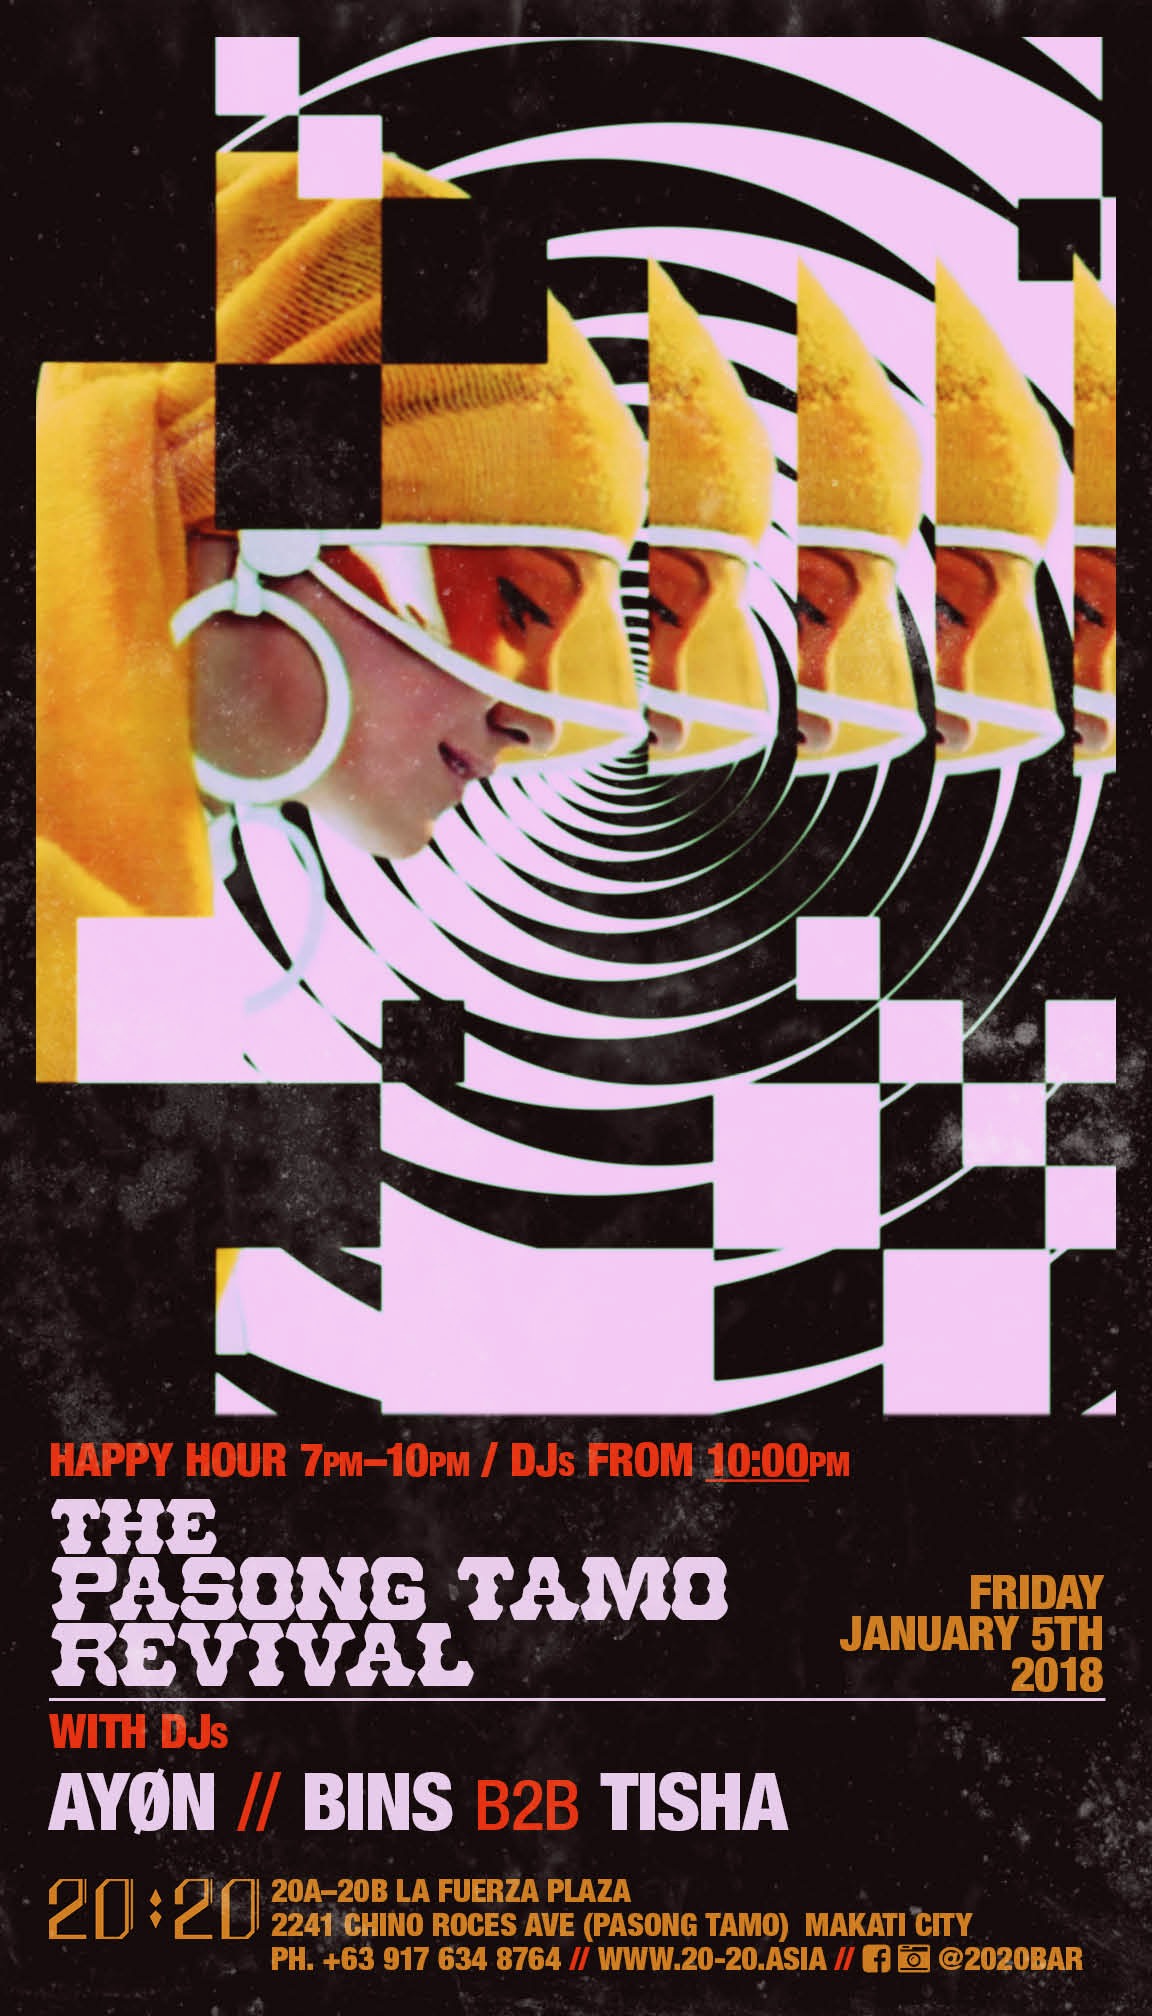 HAPPY HOUR 7PM–10PM / DJs FROM 10:00PM
THE
PASONG TAMO
REVIVAL
FRIDAY
JANUARY 5TH
2018
WITH DJs
AYØN // BINS B2B TISHA
20:20
20A–20B LA FUERZA PLAZA
2241 CHINO ROCES AVE (PASONG TAMO) MAKATI CITY
PH. +63 917 634 8764 // WWW.20-20.ASIA // @2020BAR